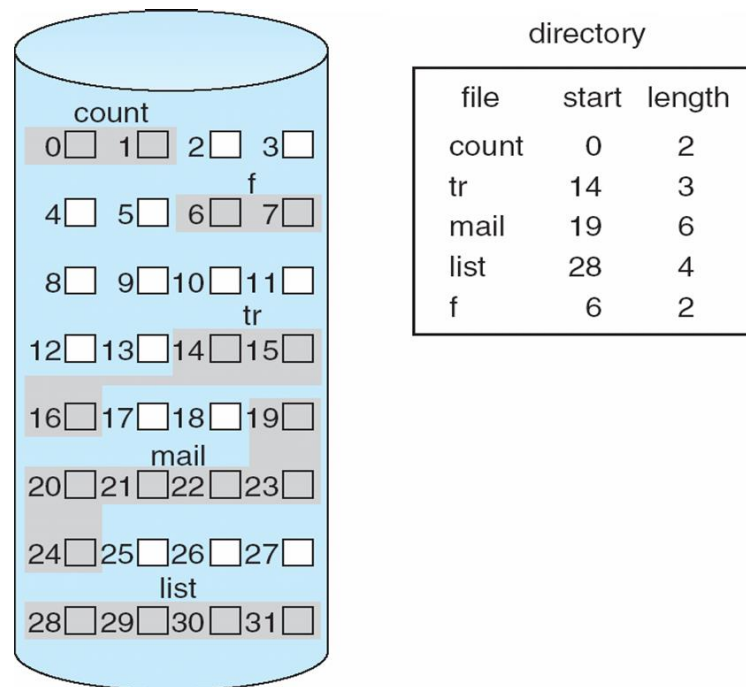 count
0 1 2 3
f
4 5 6 7
8 9 10 11
tr
12 13 14 15
16 17 18 19
mail
20 21 22 23
24 25 26 27
list
28 29 30 31
directory
file start length
count 0 2
tr 14 3
mail 19 6
list 28 4
f 6 2